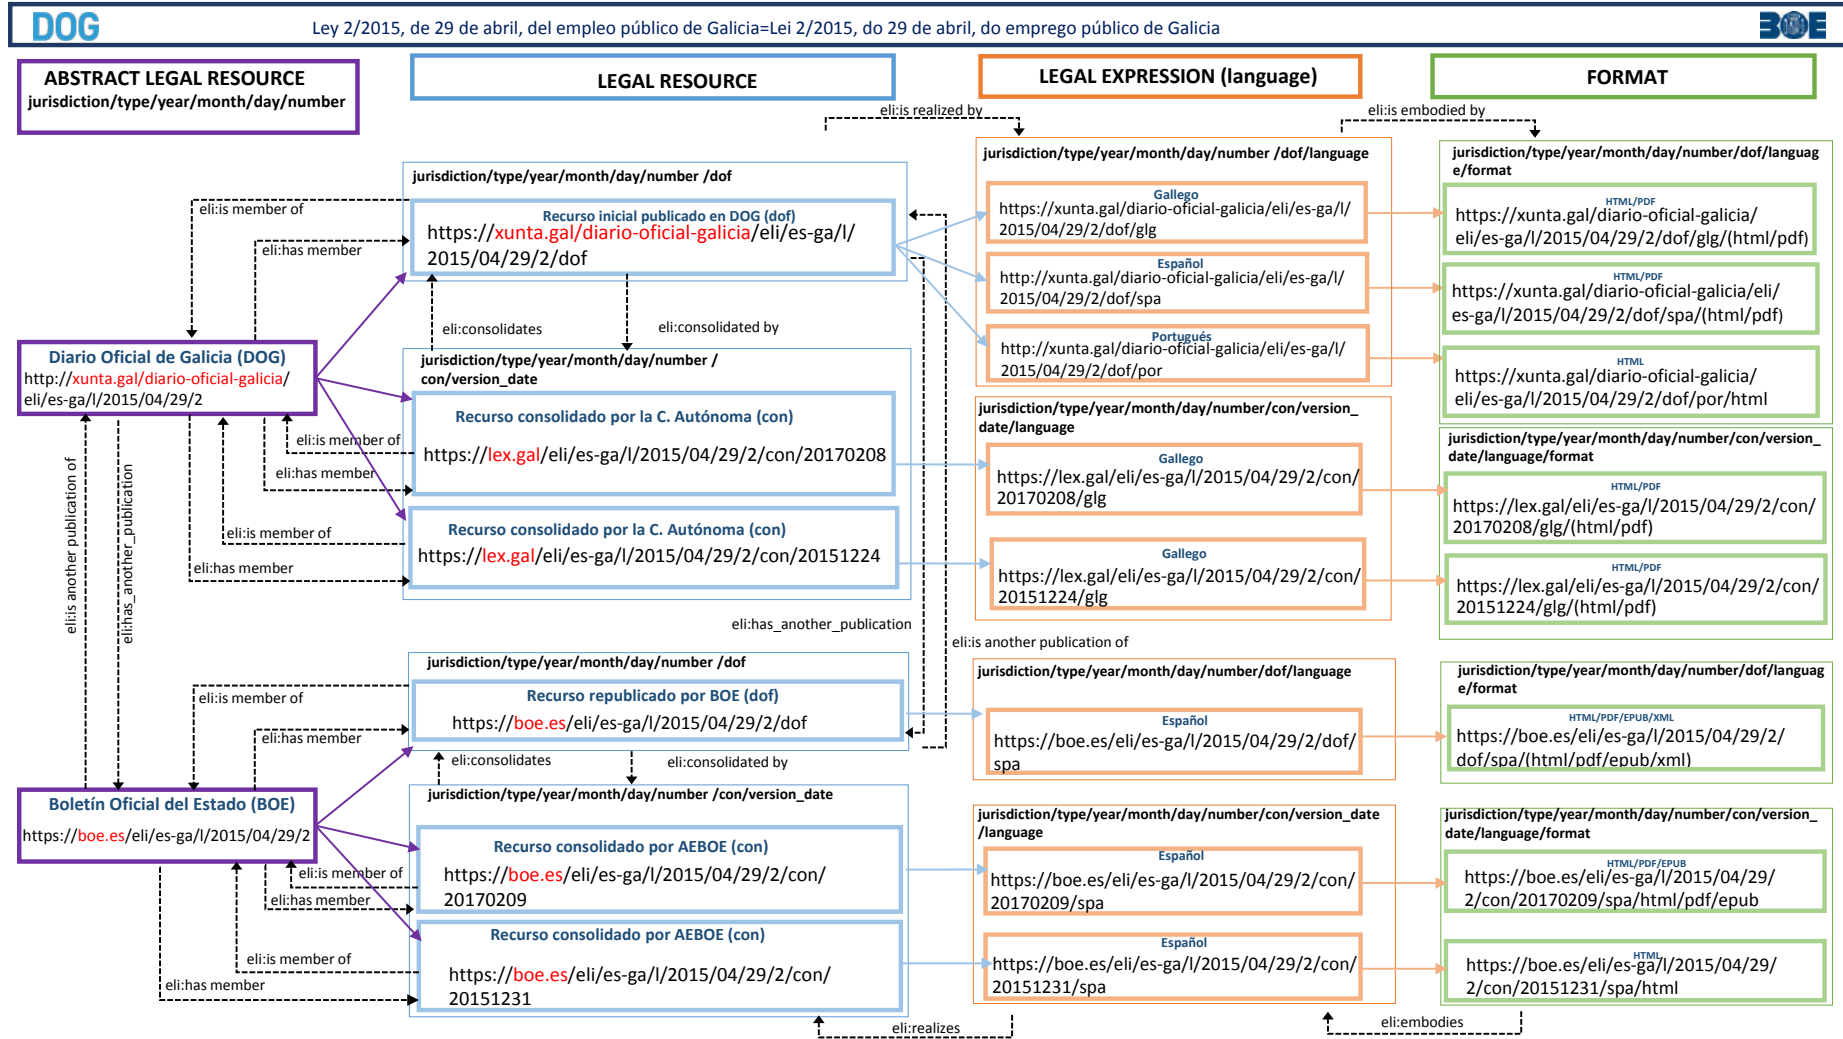 DOG
Ley 2/2015, de 29 de abril, del empleo público de Galicia=Lei 2/2015, do 29 de abril, do emprego público de Galicia
BOE
ABSTRACT LEGAL RESOURCE
jurisdiction/type/year/month/day/number
LEGAL RESOURCE
LEGAL EXPRESSION (language)
FORMAT
eli:is realized by
eli:is embodied by
jurisdiction/type/year/month/day/number /dof
Recurso inicial publicado en DOG (dof)
https://xunta.gal/diario-oficial-galicia/eli/es-ga/l/
2015/04/29/2/dof
eli:is member of
eli:has member
eli:consolidates
eli:consolidated by
jurisdiction/type/year/month/day/number /dof/language
Gallego
https://xunta.gal/diario-oficial-galicia/eli/es-ga/l/
2015/04/29/2/dof/glg
Español
http://xunta.gal/diario-oficial-galicia/eli/es-ga/l/
2015/04/29/2/dof/spa
Portugués
http://xunta.gal/diario-oficial-galicia/eli/es-ga/l/
2015/04/29/2/dof/por
jurisdiction/type/year/month/day/number/dof/languag
e/format
HTML/PDF
https://xunta.gal/diario-oficial-galicia/
eli/es-ga/l/2015/04/29/2/dof/glg/(html/pdf)
HTML/PDF
https://xunta.gal/diario-oficial-galicia/eli/
es-ga/l/2015/04/29/2/dof/spa/(html/pdf)
HTML
https://xunta.gal/diario-oficial-galicia/
eli/es-ga/l/2015/04/29/2/dof/por/html
Diario Oficial de Galicia (DOG)
http://xunta.gal/diario-oficial-galicia/
eli/es-ga/l/2015/04/29/2
jurisdiction/type/year/month/day/number /
con/version_date
Recurso consolidado por la C. Autónoma (con)
https://lex.gal/eli/es-ga/l/2015/04/29/2/con/20170208
Recurso consolidado por la C. Autónoma (con)
https://lex.gal/eli/es-ga/l/2015/04/29/2/con/20151224
eli:is member of
eli:has member
eli:is member of
eli:has member
eli:is another publication of
eli:has_another_publication
jurisdiction/type/year/month/day/number/con/version_
date/language
Gallego
https://lex.gal/eli/es-ga/l/2015/04/29/2/con/
20170208/glg
Gallego
https://lex.gal/eli/es-ga/l/2015/04/29/2/con/
20151224/glg
jurisdiction/type/year/month/day/number/con/version_
date/language/format
HTML/PDF
https://lex.gal/eli/es-ga/l/2015/04/29/2/con/
20170208/glg/(html/pdf)
HTML/PDF
https://lex.gal/eli/es-ga/l/2015/04/29/2/con/
20151224/glg/(html/pdf)
eli:has_another_publication
eli:is another publication of
jurisdiction/type/year/month/day/number /dof
Recurso republicado por BOE (dof)
https://boe.es/eli/es-ga/l/2015/04/29/2/dof
eli:is member of
eli:has member
eli:consolidates
eli:consolidated by
jurisdiction/type/year/month/day/number/dof/language
Español
https://boe.es/eli/es-ga/l/2015/04/29/2/dof/
spa
jurisdiction/type/year/month/day/number/dof/languag
e/format
HTML/PDF/EPUB/XML
https://boe.es/eli/es-ga/l/2015/04/29/2/
dof/spa/(html/pdf/epub/xml)
Boletín Oficial del Estado (BOE)
https://boe.es/eli/es-ga/l/2015/04/29/2
jurisdiction/type/year/month/day/number /con/version_date
Recurso consolidado por AEBOE (con)
https://boe.es/eli/es-ga/l/2015/04/29/2/con/
20170209
Recurso consolidado por AEBOE (con)
https://boe.es/eli/es-ga/l/2015/04/29/2/con/
20151231
eli:is member of
eli:has member
eli:is member of
eli:has member
jurisdiction/type/year/month/day/number/con/version_date
/language
Español
https://boe.es/eli/es-ga/l/2015/04/29/2/con/
20170209/spa
Español
https://boe.es/eli/es-ga/l/2015/04/29/2/con/
20151231/spa
jurisdiction/type/year/month/day/number/con/version_
date/language/format
HTML/PDF/EPUB
https://boe.es/eli/es-ga/l/2015/04/29/
2/con/20170209/spa/html/pdf/epub
HTML
https://boe.es/eli/es-ga/l/2015/04/29/
2/con/20151231/spa/html
eli:realizes
eli:embodies